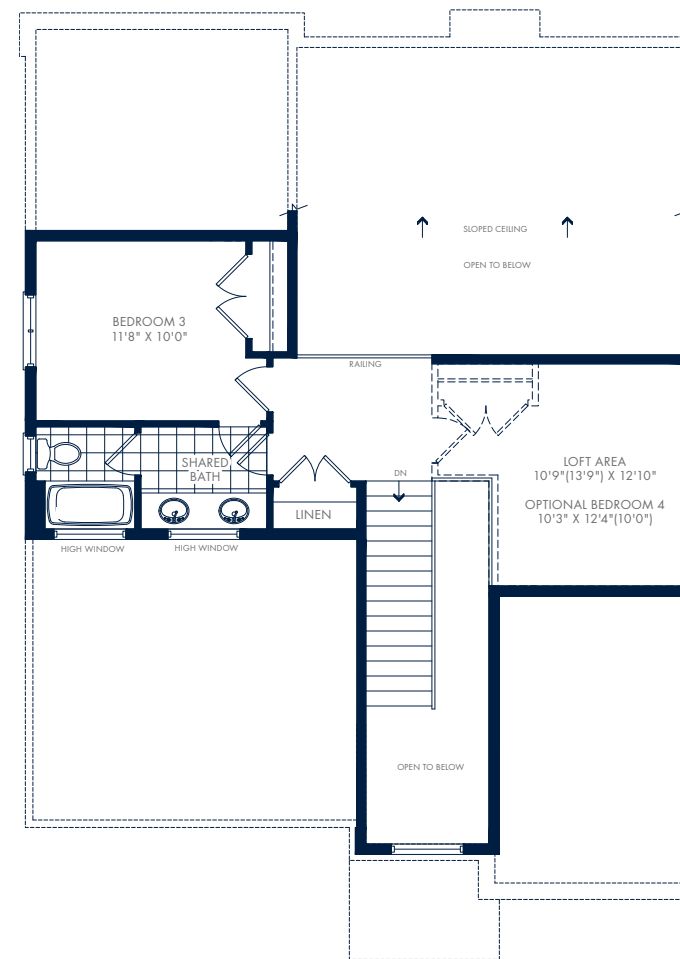 SLOPED CEILING
OPEN TO BELOW
BEDROOM 3
11'8" X 10'0"
RAILING
SHARED
BATH
DN
LOFT AREA
10'9"(13'9") X 12'10"
OPTIONAL BEDROOM 4
10'3" X 12'4"(10'0")
LINEN
HIGH WINDOW
HIGH WINDOW
OPEN TO BELOW